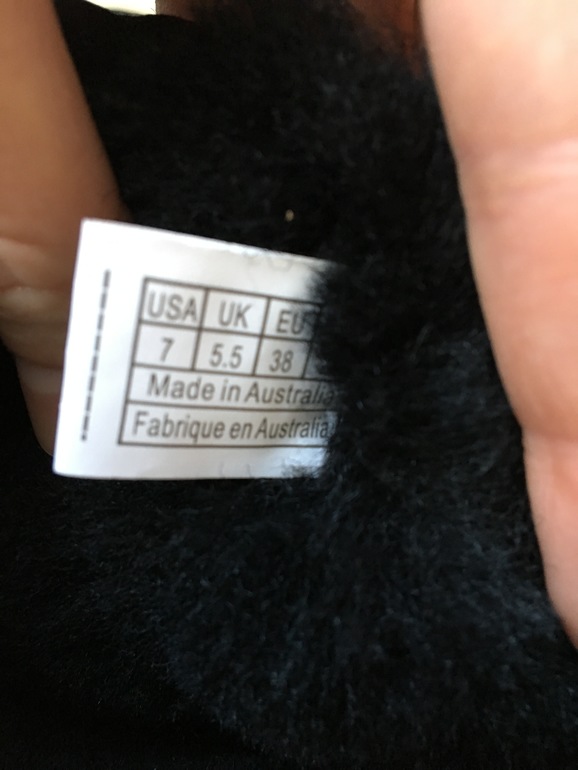 USA UK EU
7 5.5 38
Made in Australia
Fabrique en Australia